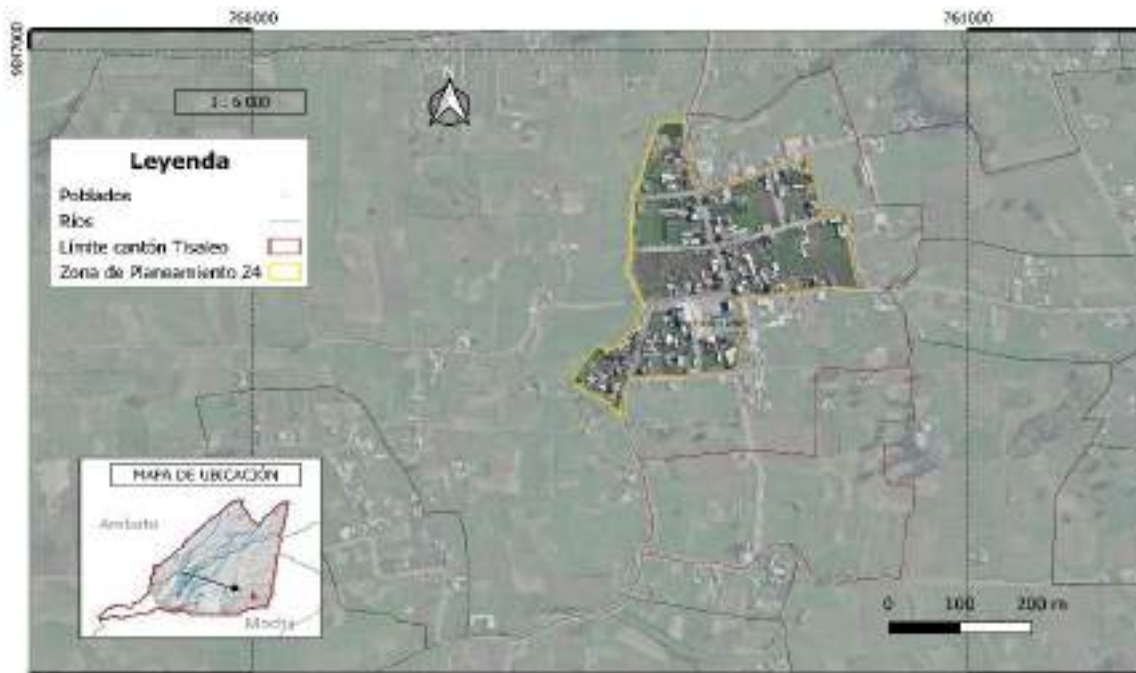 760000
761000
9847000
1 : 6 000
Leyenda
Poblados
Ríos
Límite cantón Tisaleo
Zona de Planeamiento 24
MAPA DE UBICACIÓN
Ambato
Mocha
0 100 200 m